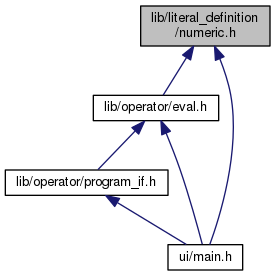 lib/literal_definition
/numeric.h
lib/operator/eval.h
lib/operator/program_if.h
ui/main.h